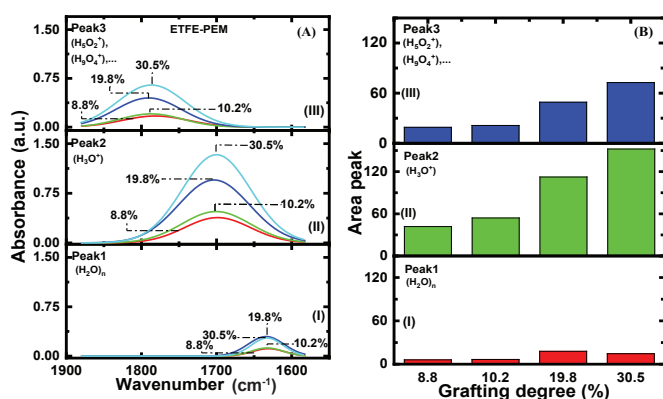 Peak3
(H₅O₂⁺),
(H₉O₄⁺),...
ETFE-PEM
(A)
0.75
0.00
19.8%
30.5%
8.8%
10.2%
(III)
Peak2
(H₃O⁺)
1.50
0.75
0.00
30.5%
19.8%
10.2%
8.8%
(II)
Peak1
(H₂O)ₙ
1.50
0.75
0.00
19.8%
30.5%
8.8%
10.2%
(I)
Absorbance (a.u.)
1900
1800
1700
1600
Wavenumber (cm⁻¹)
Peak3
(H₅O₂⁺),
(H₉O₄⁺),...
(B)
120
60
0
(III)
Peak2
(H₃O⁺)
120
60
0
(II)
Peak1
(H₂O)ₙ
120
60
0
(I)
Area peak
8.8
10.2
19.8
30.5
Grafting degree (%)